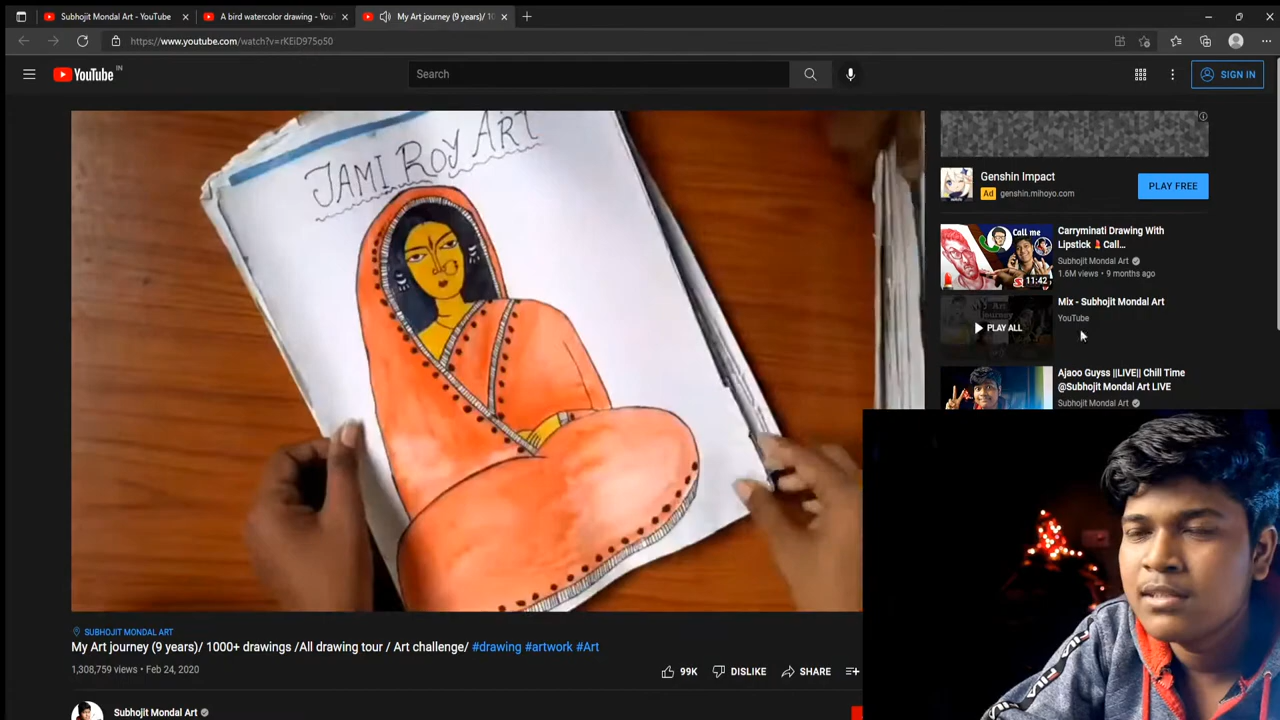 Subhojit Mondal Art - YouTube
A bird watercolor drawing - You
My Art journey (9 years)/ 10
https://www.youtube.com/watch?v=rKEiD975o50
YouTube IN
Search
SIGN IN
JAMI ROY ART
Genshin Impact
Ad genshin.mihoyo.com
PLAY FREE
Call me
11:42
Carryminati Drawing With
Lipstick 💄 Call...
Subhojit Mondal Art
1.6M views • 9 months ago
PLAY ALL
Mix - Subhojit Mondal Art
YouTube
Ajaoo Guyss ||LIVE|| Chill Time
@Subhojit Mondal Art LIVE
Subhojit Mondal Art
SUBHOJIT MONDAL ART
My Art journey (9 years)/ 1000+ drawings /All drawing tour / Art challenge/ #drawing #artwork #Art
1,308,759 views • Feb 24, 2020
99K
DISLIKE
SHARE
Subhojit Mondal Art
FILA